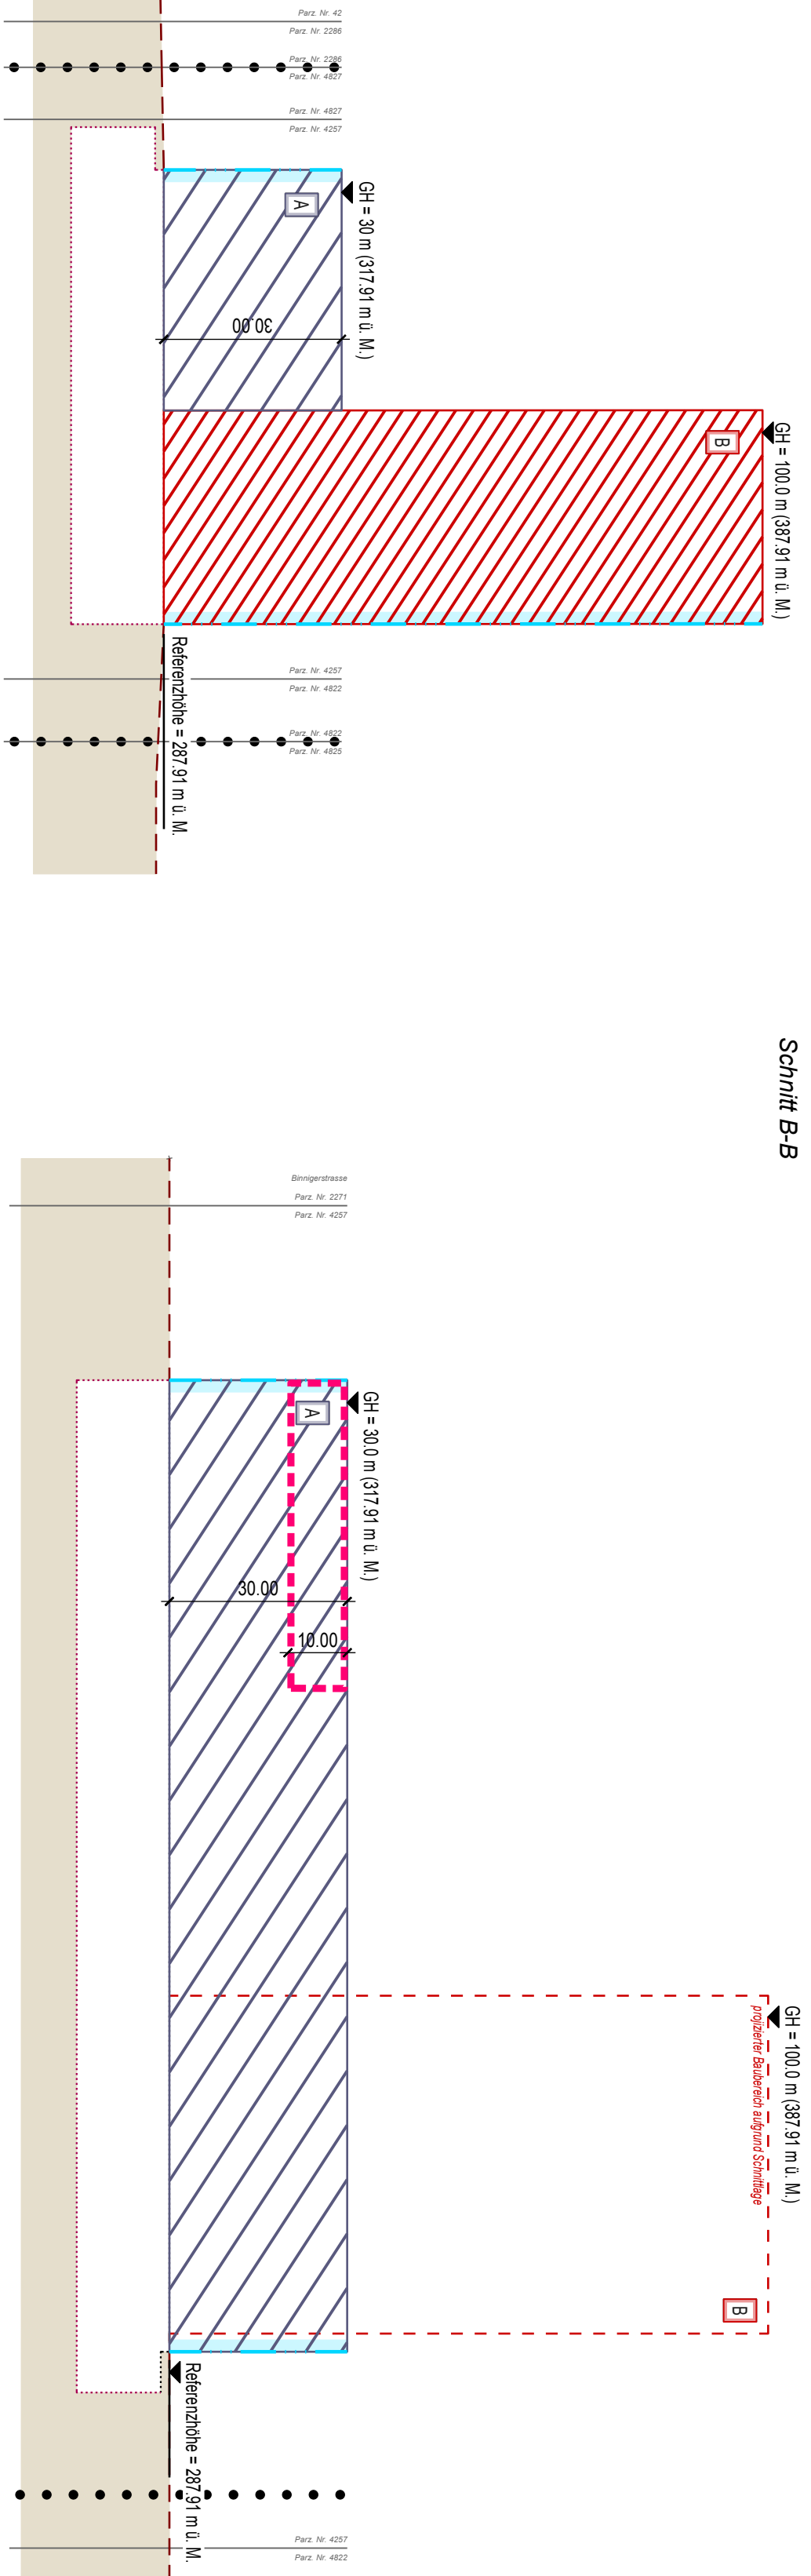 Parz. Nr. 42
Parz. Nr. 2286
Parz. Nr. 2286
Parz. Nr. 4827
Parz. Nr. 4827
Parz. Nr. 4257
GH = 30 m (317.91 m ü. M.)
A
30.00
GH = 100.0 m (387.91 m ü. M.)
B
Referenzhöhe = 287.91 m ü. M.
Parz. Nr. 4257
Parz. Nr. 4822
Parz. Nr. 4822
Parz. Nr. 4825
Schnitt B-B
Binnigerstrasse
Parz. Nr. 2271
Parz. Nr. 4257
GH = 30.0 m (317.91 m ü. M.)
A
30.00
10.00
GH = 100.0 m (387.91 m ü. M.)
projizierter Baubereich aufgrund Schnittlage
B
Referenzhöhe = 287.91 m ü. M.
Parz. Nr. 4257
Parz. Nr. 4822